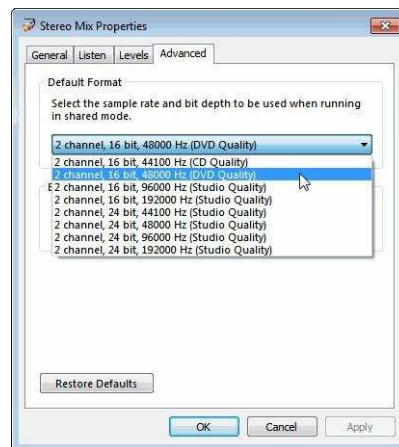 Stereo Mix Properties
General Listen Levels Advanced
Default Format
Select the sample rate and bit depth to be used when running
in shared mode.
2 channel, 16 bit, 48000 Hz (DVD Quality)
2 channel, 16 bit, 44100 Hz (CD Quality)
2 channel, 16 bit, 48000 Hz (DVD Quality)
2 channel, 16 bit, 96000 Hz (Studio Quality)
2 channel, 16 bit, 192000 Hz (Studio Quality)
2 channel, 24 bit, 44100 Hz (Studio Quality)
2 channel, 24 bit, 48000 Hz (Studio Quality)
2 channel, 24 bit, 96000 Hz (Studio Quality)
2 channel, 24 bit, 192000 Hz (Studio Quality)
Restore Defaults
OK Cancel Apply